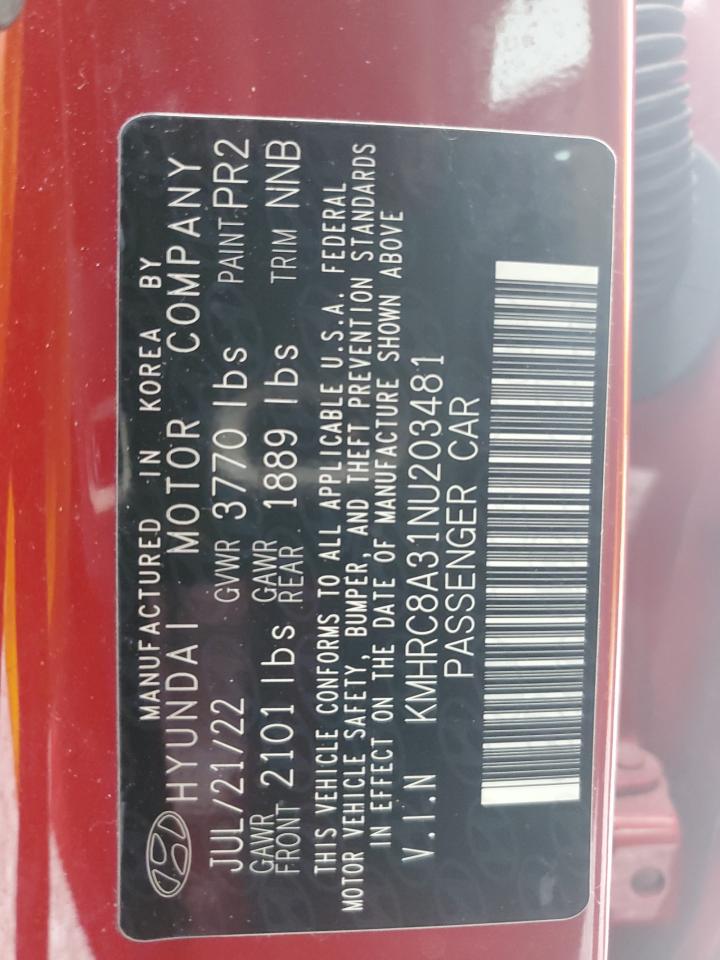 MANUFACTURED IN KOREA BY
HYUNDAI MOTOR COMPANY
JUL/21/22 GVWR 3770 lbs PAINT PR2
GAWR FRONT 2101 lbs GAWR REAR 1889 lbs TRIM NNB
THIS VEHICLE CONFORMS TO ALL APPLICABLE U.S.A. FEDERAL
MOTOR VEHICLE SAFETY, BUMPER, AND THEFT PREVENTION STANDARDS
IN EFFECT ON THE DATE OF MANUFACTURE SHOWN ABOVE
V.I.N KMHRC8A31NU203481
PASSENGER CAR